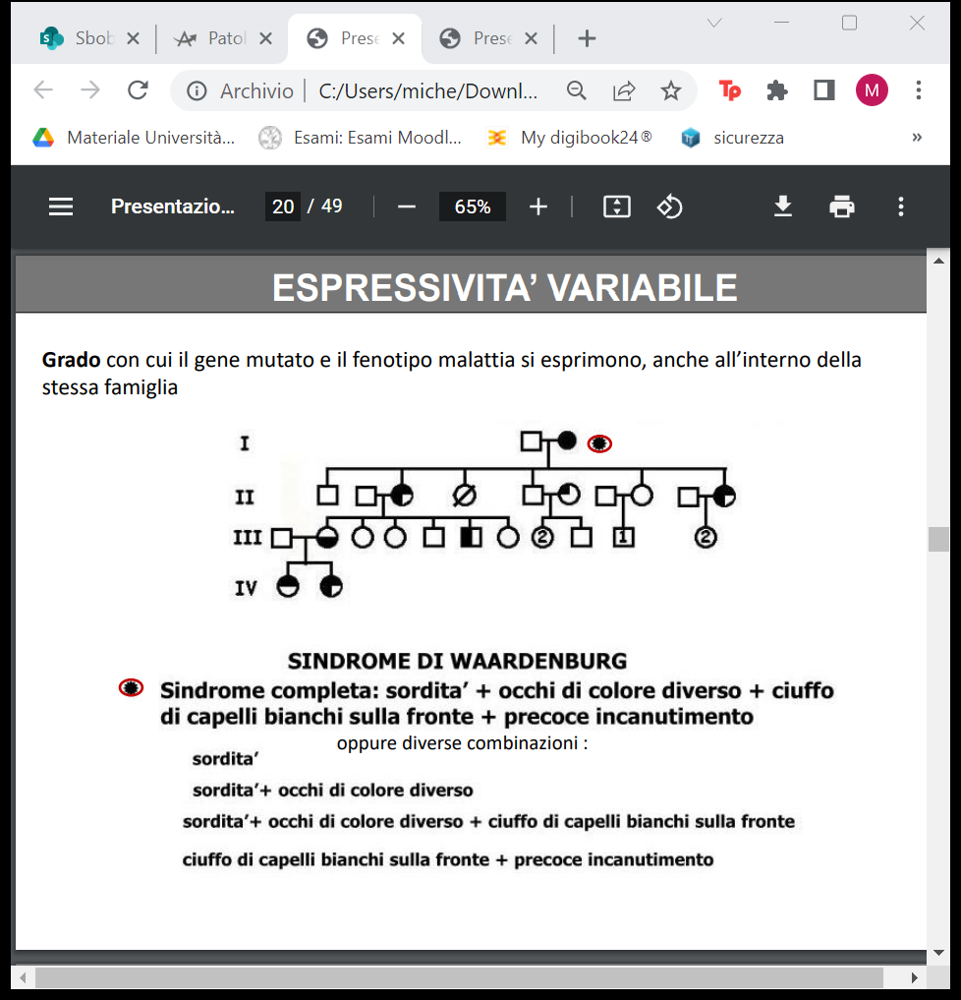 Sbob
Patol
Prese
Prese
Archivio
C:/Users/miche/Downl...
Tp
M
Materiale Università...
Esami: Esami Moodl...
My digibook24®
sicurezza
»
Presentazio...
20 / 49
65%
ESPRESSIVITA’ VARIABILE
Grado con cui il gene mutato e il fenotipo malattia si esprimono, anche all’interno della
stessa famiglia
I
II
III
2
1
2
IV
SINDROME DI WAARDENBURG
Sindrome completa: sordita’ + occhi di colore diverso + ciuffo
di capelli bianchi sulla fronte + precoce incanutimento
oppure diverse combinazioni :
sordita’
sordita’+ occhi di colore diverso
sordita’+ occhi di colore diverso + ciuffo di capelli bianchi sulla fronte
ciuffo di capelli bianchi sulla fronte + precoce incanutimento